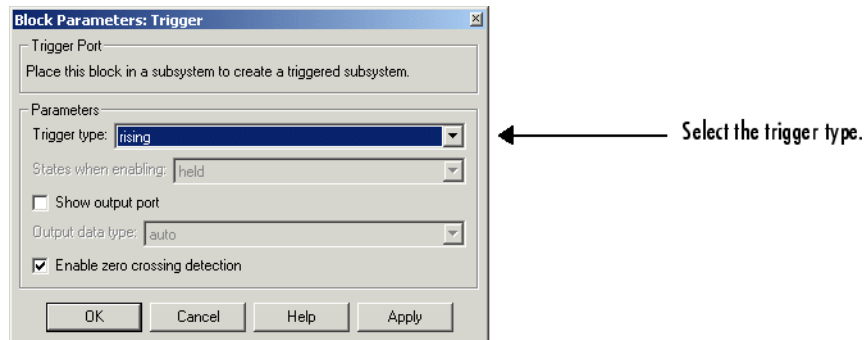 Block Parameters: Trigger
Trigger Port
Place this block in a subsystem to create a triggered subsystem.
Parameters
Trigger type: rising
Select the trigger type.
States when enabling: held
Show output port
Output data type: auto
Enable zero crossing detection
OK Cancel Help Apply